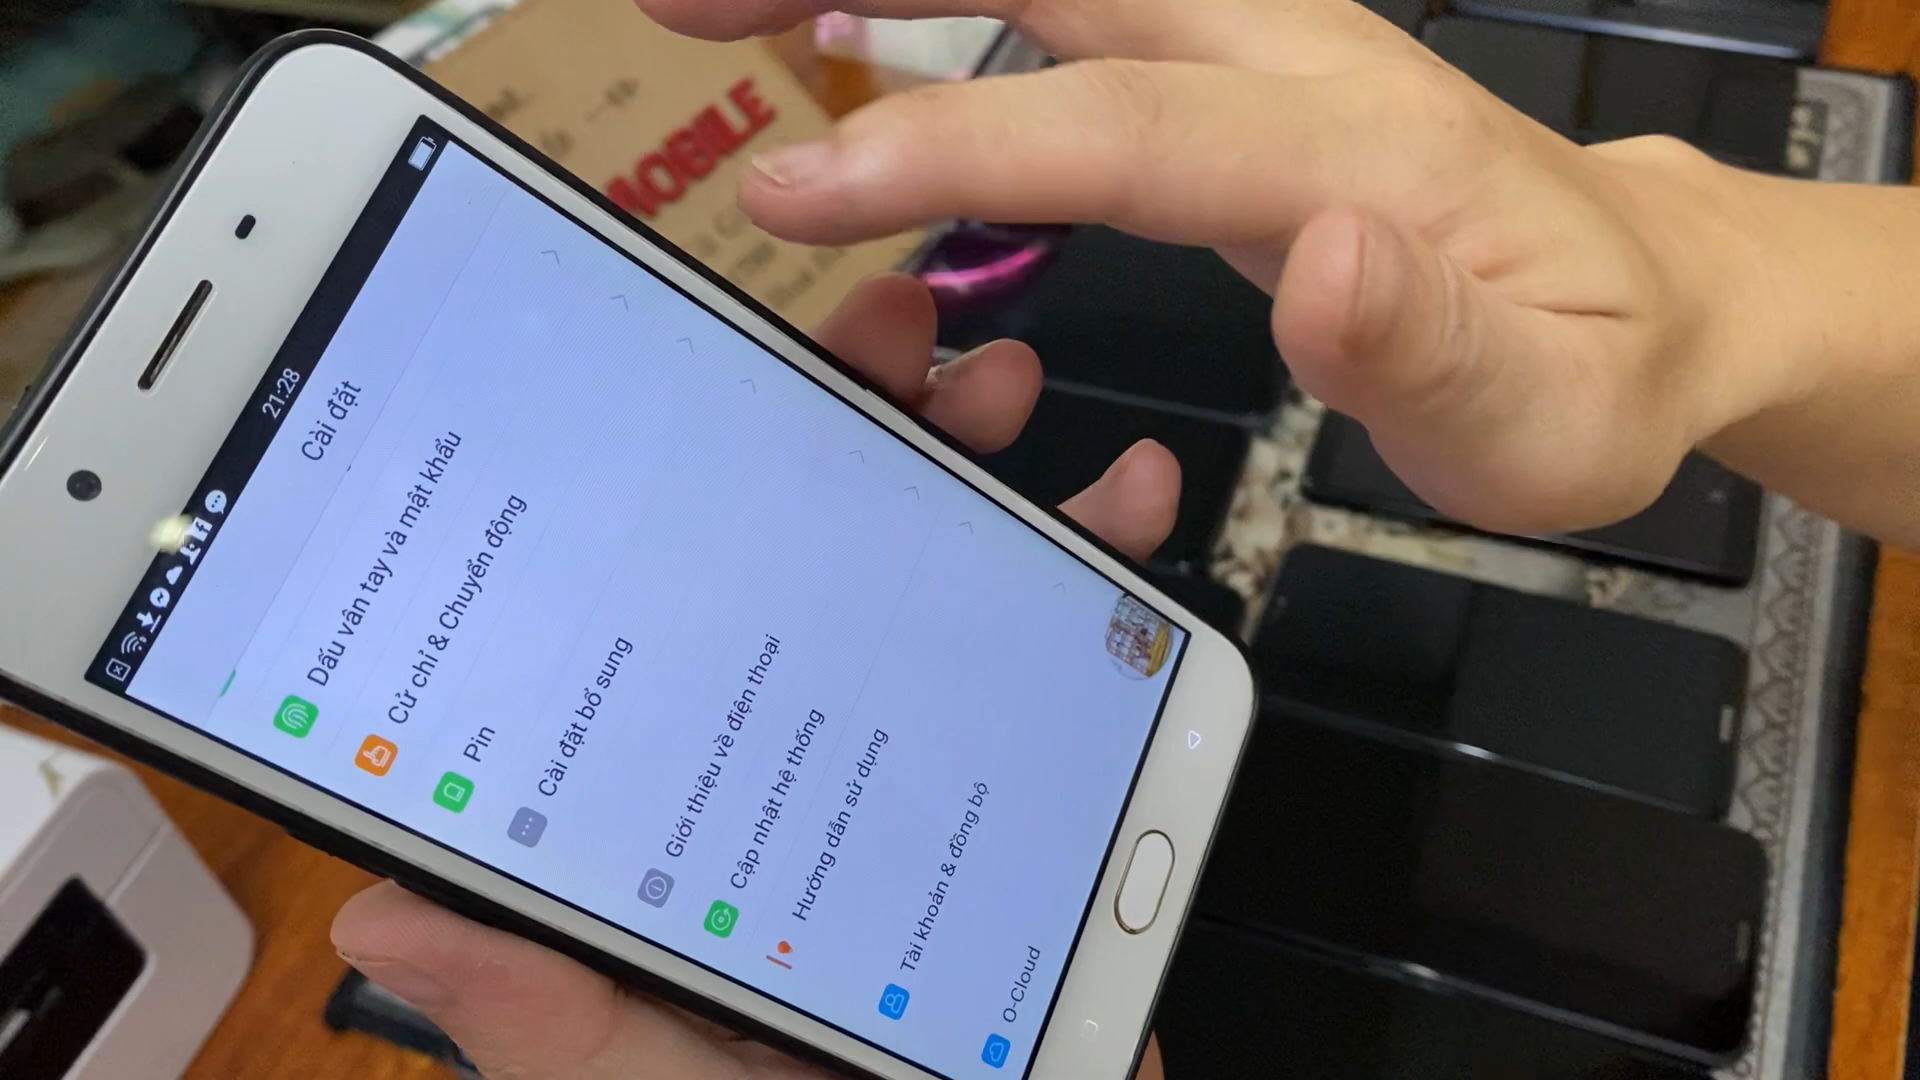 21:28
Cài đặt
Dấu vân tay và mật khẩu
Cử chỉ & Chuyển động
Pin
Cài đặt bổ sung
Giới thiệu về điện thoại
Cập nhật hệ thống
Hướng dẫn sử dụng
Tài khoản & đồng bộ
O-Cloud
MOBILE